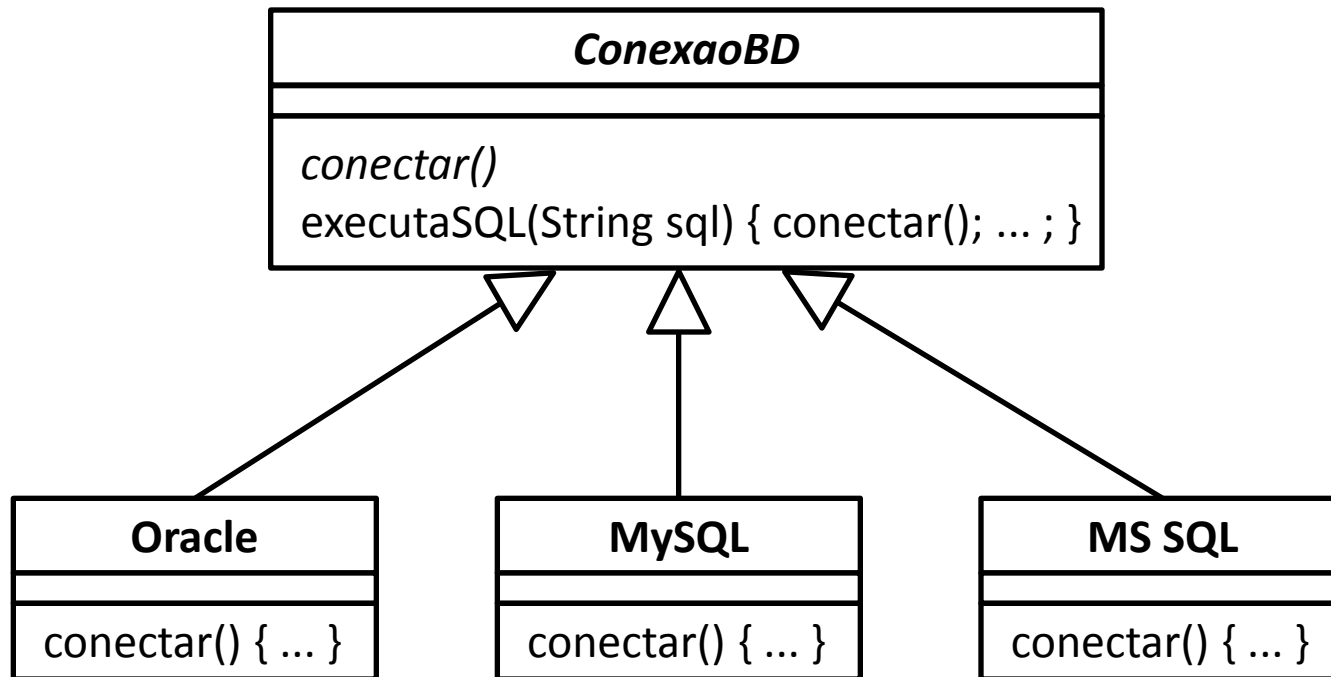 ConexaoBD
conectar()
executaSQL(String sql) { conectar(); ... ; }
Oracle
conectar() { ... }
MySQL
conectar() { ... }
MS SQL
conectar() { ... }